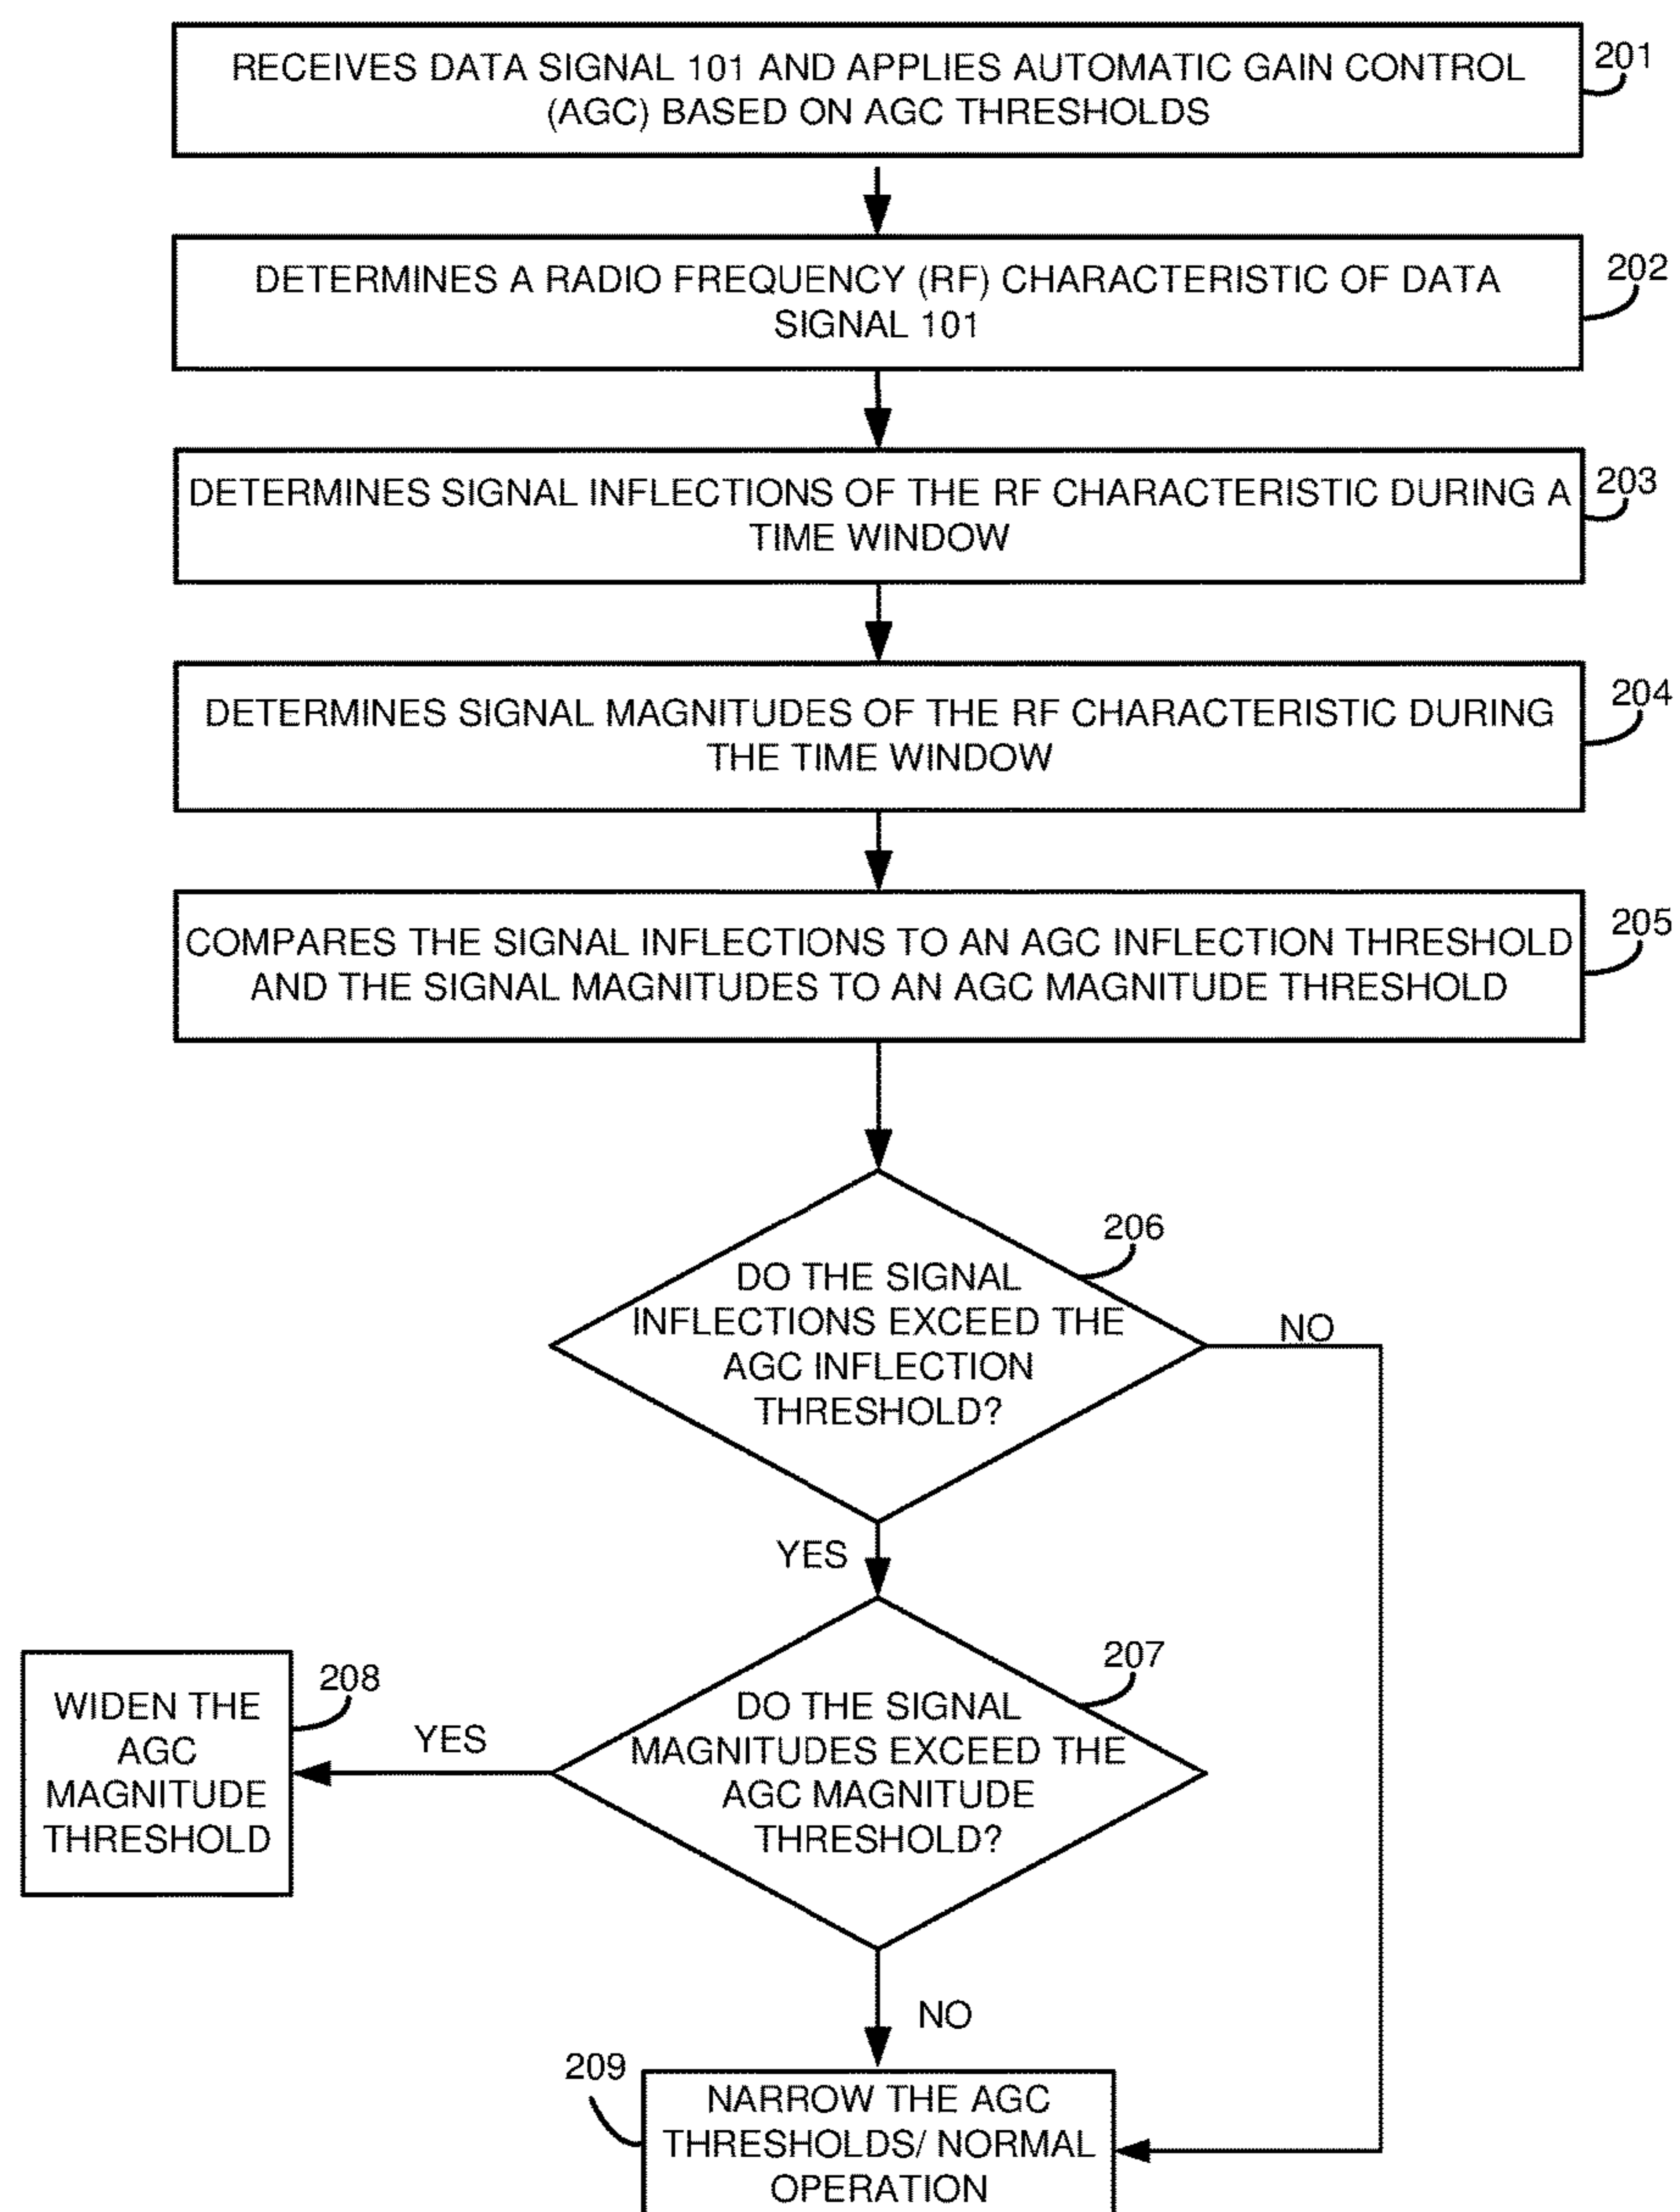 RECEIVES DATA SIGNAL 101 AND APPLIES AUTOMATIC GAIN CONTROL
(AGC) BASED ON AGC THRESHOLDS
201
DETERMINES A RADIO FREQUENCY (RF) CHARACTERISTIC OF DATA
SIGNAL 101
202
DETERMINES SIGNAL INFLECTIONS OF THE RF CHARACTERISTIC DURING A
TIME WINDOW
203
DETERMINES SIGNAL MAGNITUDES OF THE RF CHARACTERISTIC DURING
THE TIME WINDOW
204
COMPARES THE SIGNAL INFLECTIONS TO AN AGC INFLECTION THRESHOLD
AND THE SIGNAL MAGNITUDES TO AN AGC MAGNITUDE THRESHOLD
205
206
DO THE SIGNAL
INFLECTIONS EXCEED THE
AGC INFLECTION
THRESHOLD?
NO
YES
207
DO THE SIGNAL
MAGNITUDES EXCEED THE
AGC MAGNITUDE
THRESHOLD?
YES
208
WIDEN THE
AGC
MAGNITUDE
THRESHOLD
NO
209
NARROW THE AGC
THRESHOLDS/ NORMAL
OPERATION